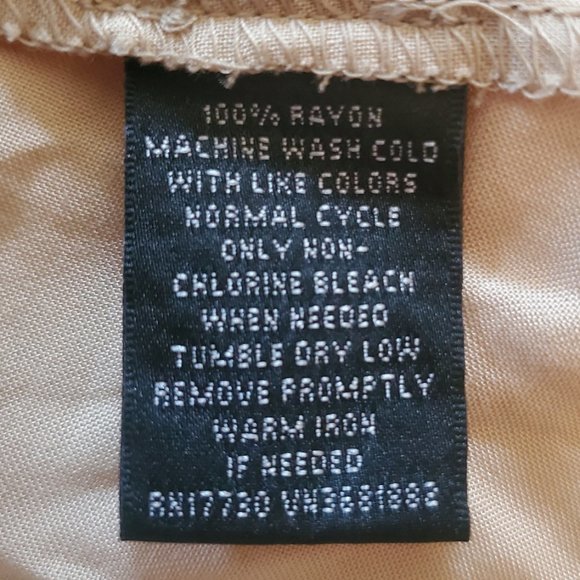 100% RAYON
MACHINE WASH COLD
WITH LIKE COLORS
NORMAL CYCLE
ONLY NON-
CHLORINE BLEACH
WHEN NEEDED
TUMBLE DRY LOW
REMOVE PROMPTLY
WARM IRON
IF NEEDED
RN17730